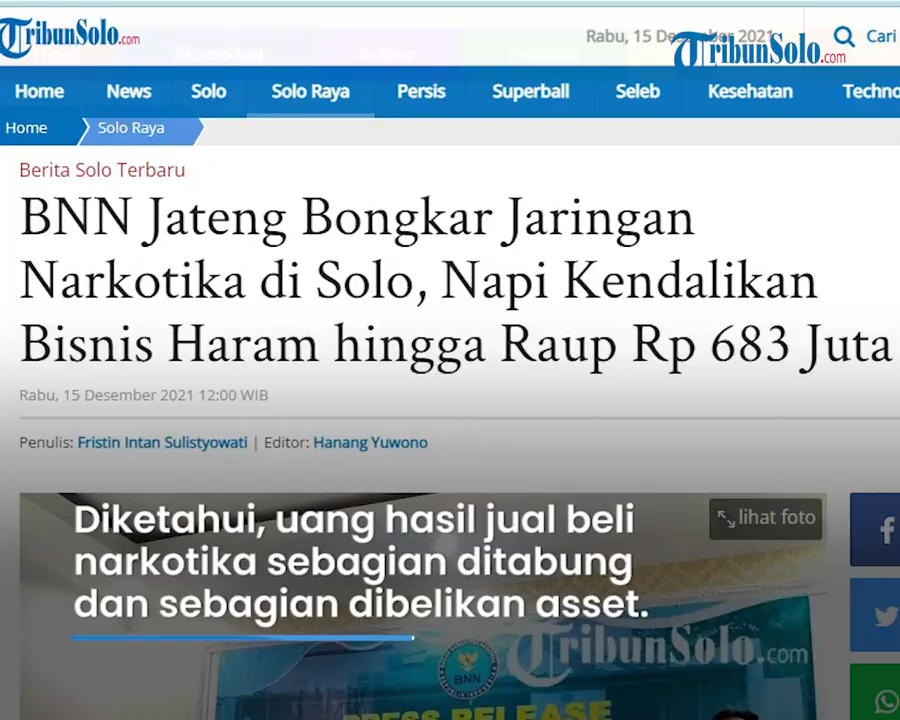 TribunSolo.com
Rabu, 15 Desember 2021
TribunSolo.com
Cari
Home News Solo Solo Raya Persis Superball Seleb Kesehatan Techno
Home Solo Raya
Berita Solo Terbaru
BNN Jateng Bongkar Jaringan
Narkotika di Solo, Napi Kendalikan
Bisnis Haram hingga Raup Rp 683 Juta
Rabu, 15 Desember 2021 12:00 WIB
Penulis: Fristin Intan Sulistyowati | Editor: Hanang Yuwono
lihat foto
Diketahui, uang hasil jual beli
narkotika sebagian ditabung
dan sebagian dibelikan asset.
TribunSolo.com
BNN
PRESS RELEASE